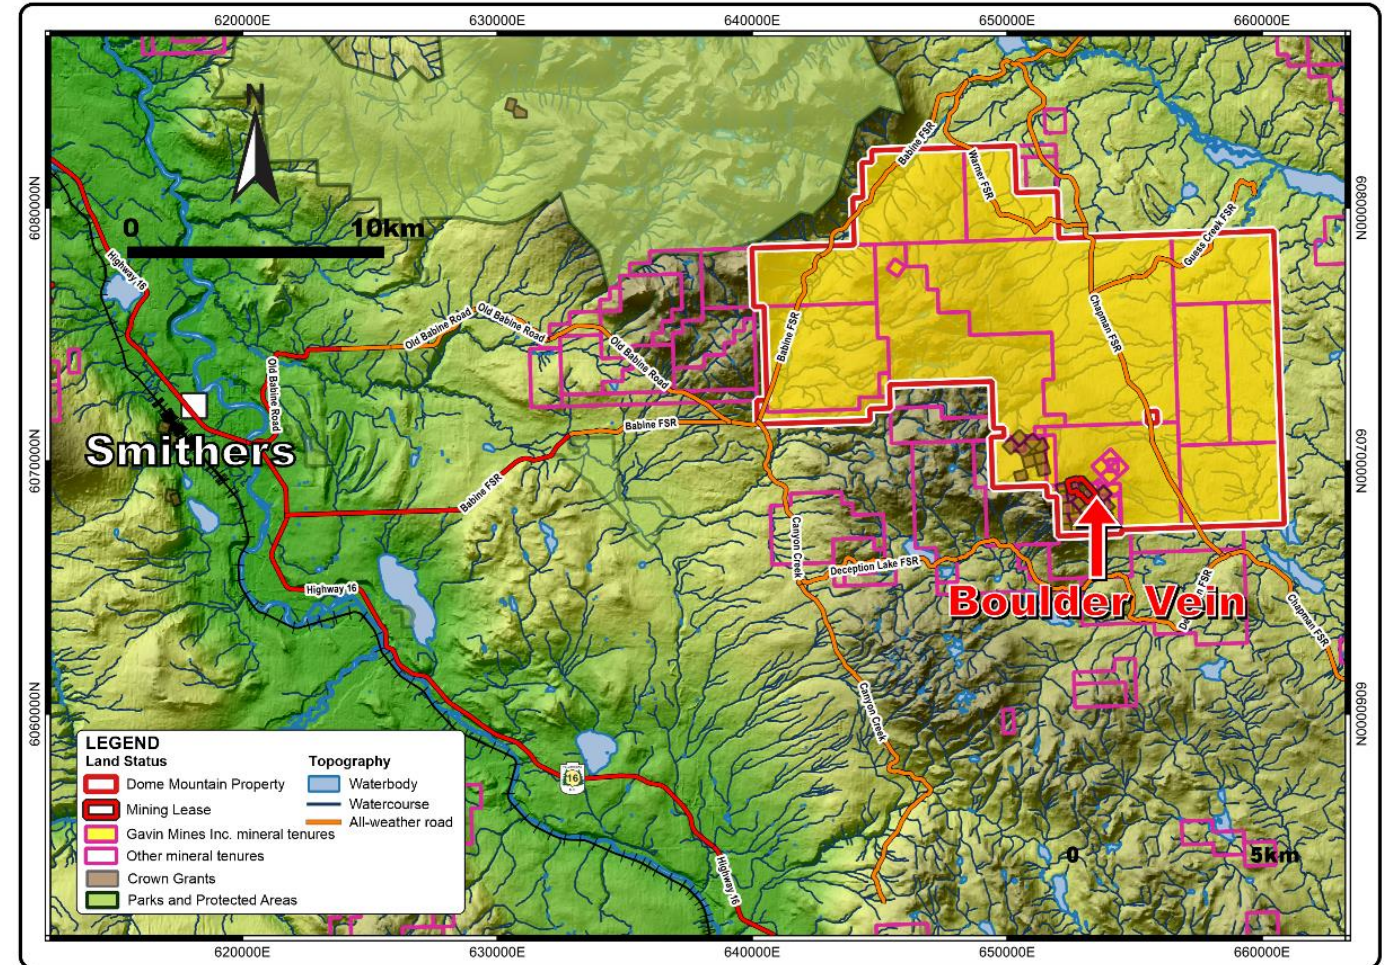 620000E 630000E 640000E 650000E 660000E
N
0 10km
6080000N
6080000N
Highway 16
Babine FSR
Warner FSR
Guess Creek FSR
Old Babine Road
Old Babine Road
Old Babine Road
Old Babine Road
Babine FSR
Chapman FSR
Smithers
Babine FSR
6070000N
6070000N
Babine FSR
Canyon Creek
Deception Lake FSR
Highway 16
Boulder Vein
FSR
Chapman FSR
6060000N
6060000N
Canyon Creek
LEGEND
Land Status
Dome Mountain Property
Mining Lease
Gavin Mines Inc. mineral tenures
Other mineral tenures
Crown Grants
Parks and Protected Areas
Topography
Waterbody
Watercourse
All-weather road
16
Highway 16
0 5km
620000E 630000E 640000E 650000E 660000E